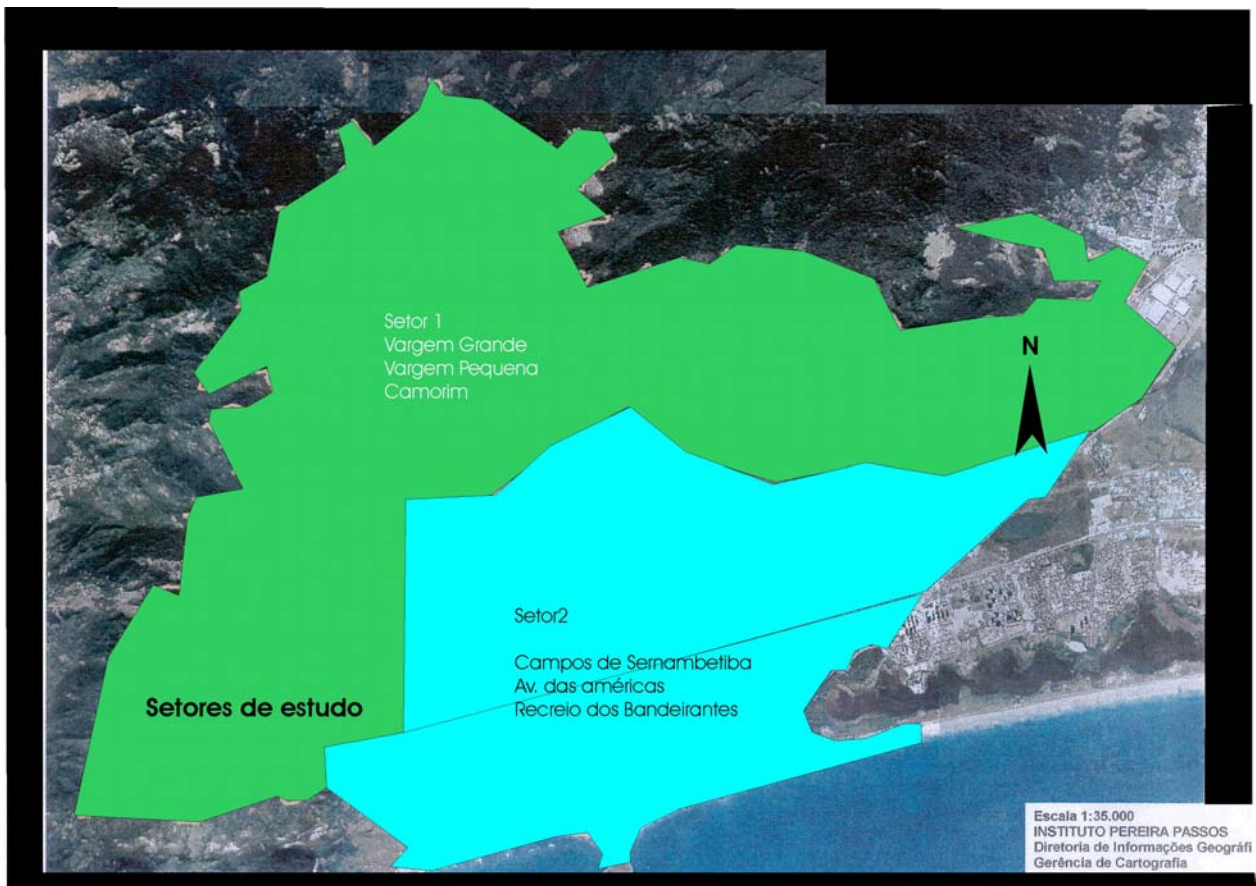 Setor 1
Vargem Grande
Vargem Pequena
Camorim
N
Setor2
Campos de Sernambetiba
Av. das américas
Recreio dos Bandeirantes
Setores de estudo
Escala 1:35.000
INSTITUTO PEREIRA PASSOS
Diretoria de Informações Geográfi
Gerência de Cartografia